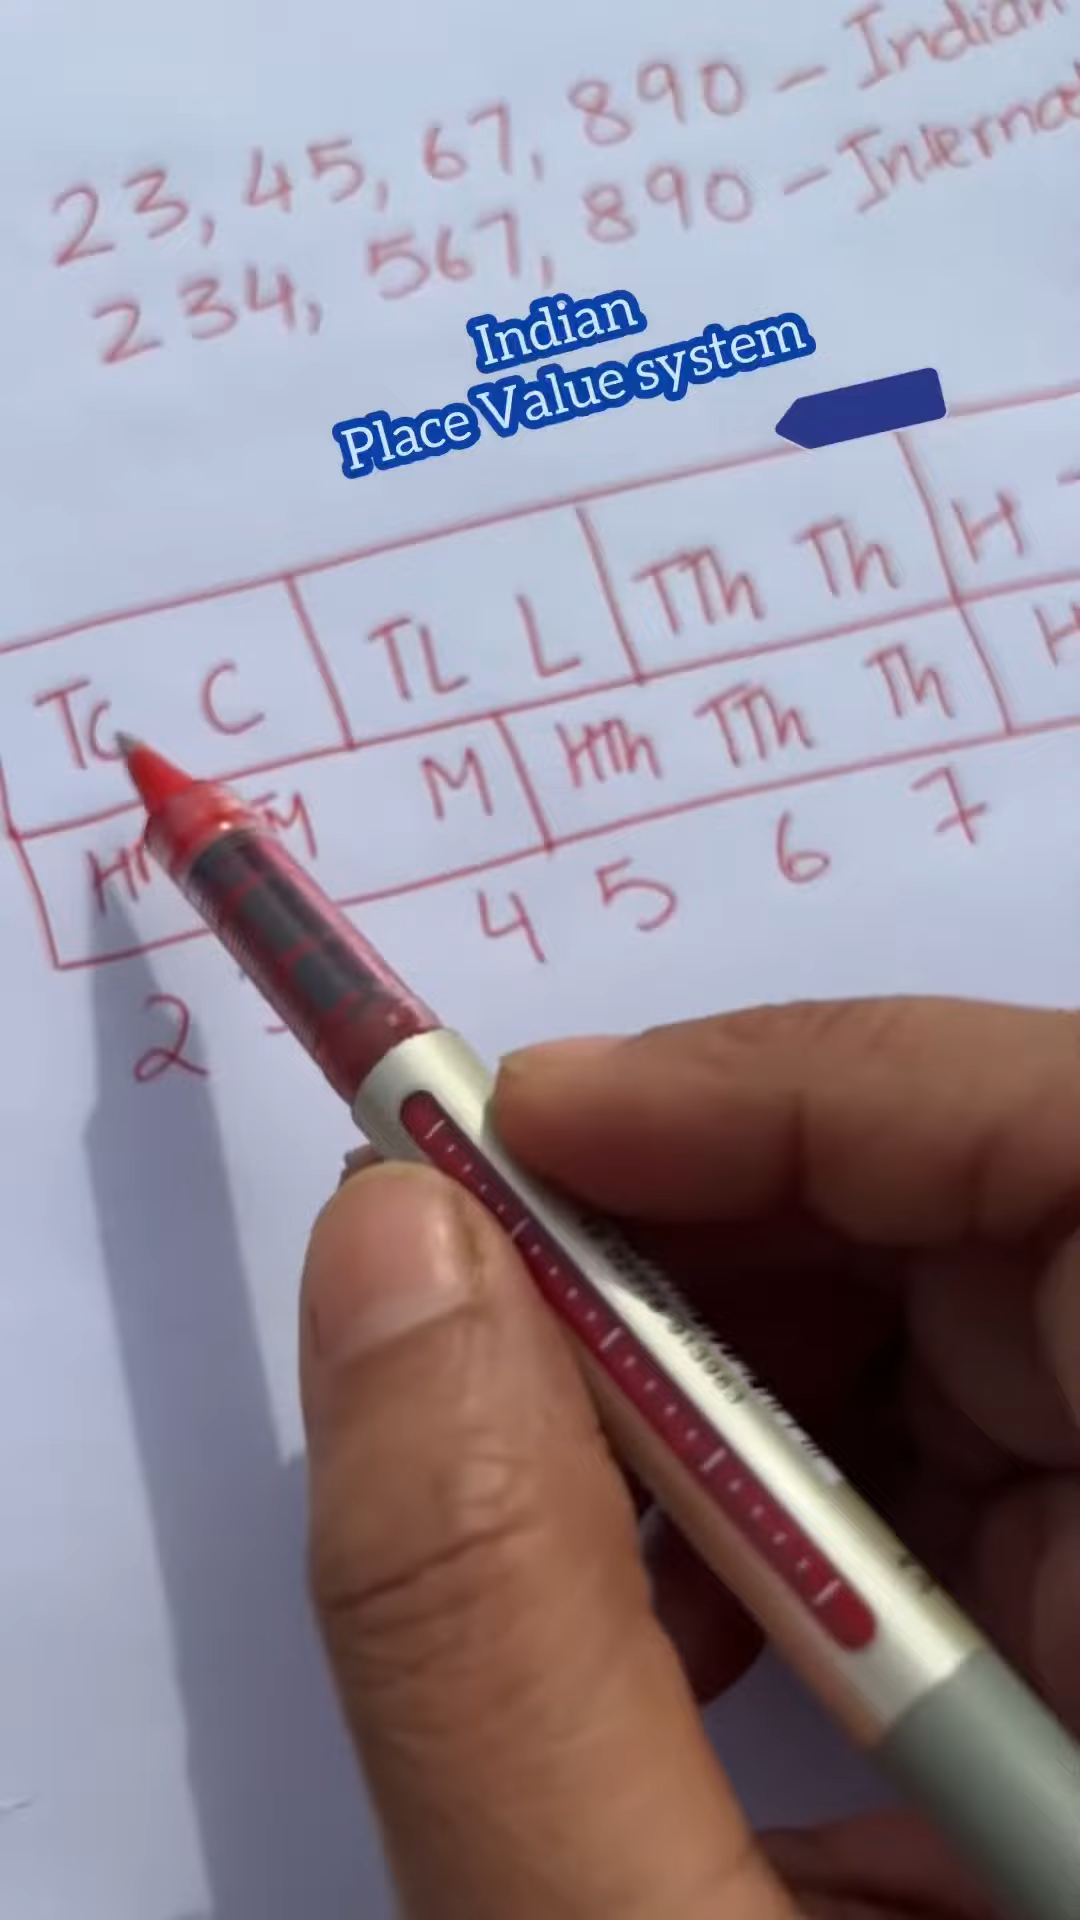 23, 45, 67, 890 - Indian
234, 567, 890 - Internat
Indian
Place Value system
TC C TL L TTh Th H
M HTh TTh Th H
2 4 5 6 7